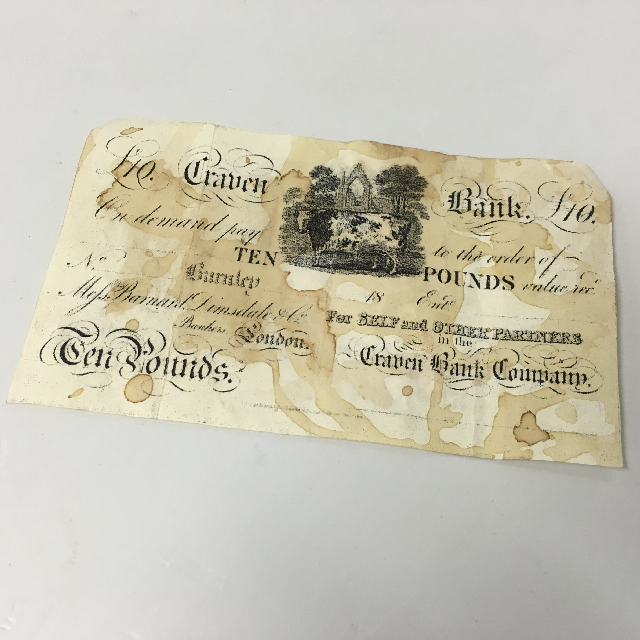 £10. Craven Bank. £10.
On demand pay to the order of
TEN POUNDS value recd
No Burnley 18 Entd
Messrs Barnard Dimsdale & Co.
Bankers London.
For SELF and OTHER PARTNERS
in the
Ten Pounds. Craven Bank Company.